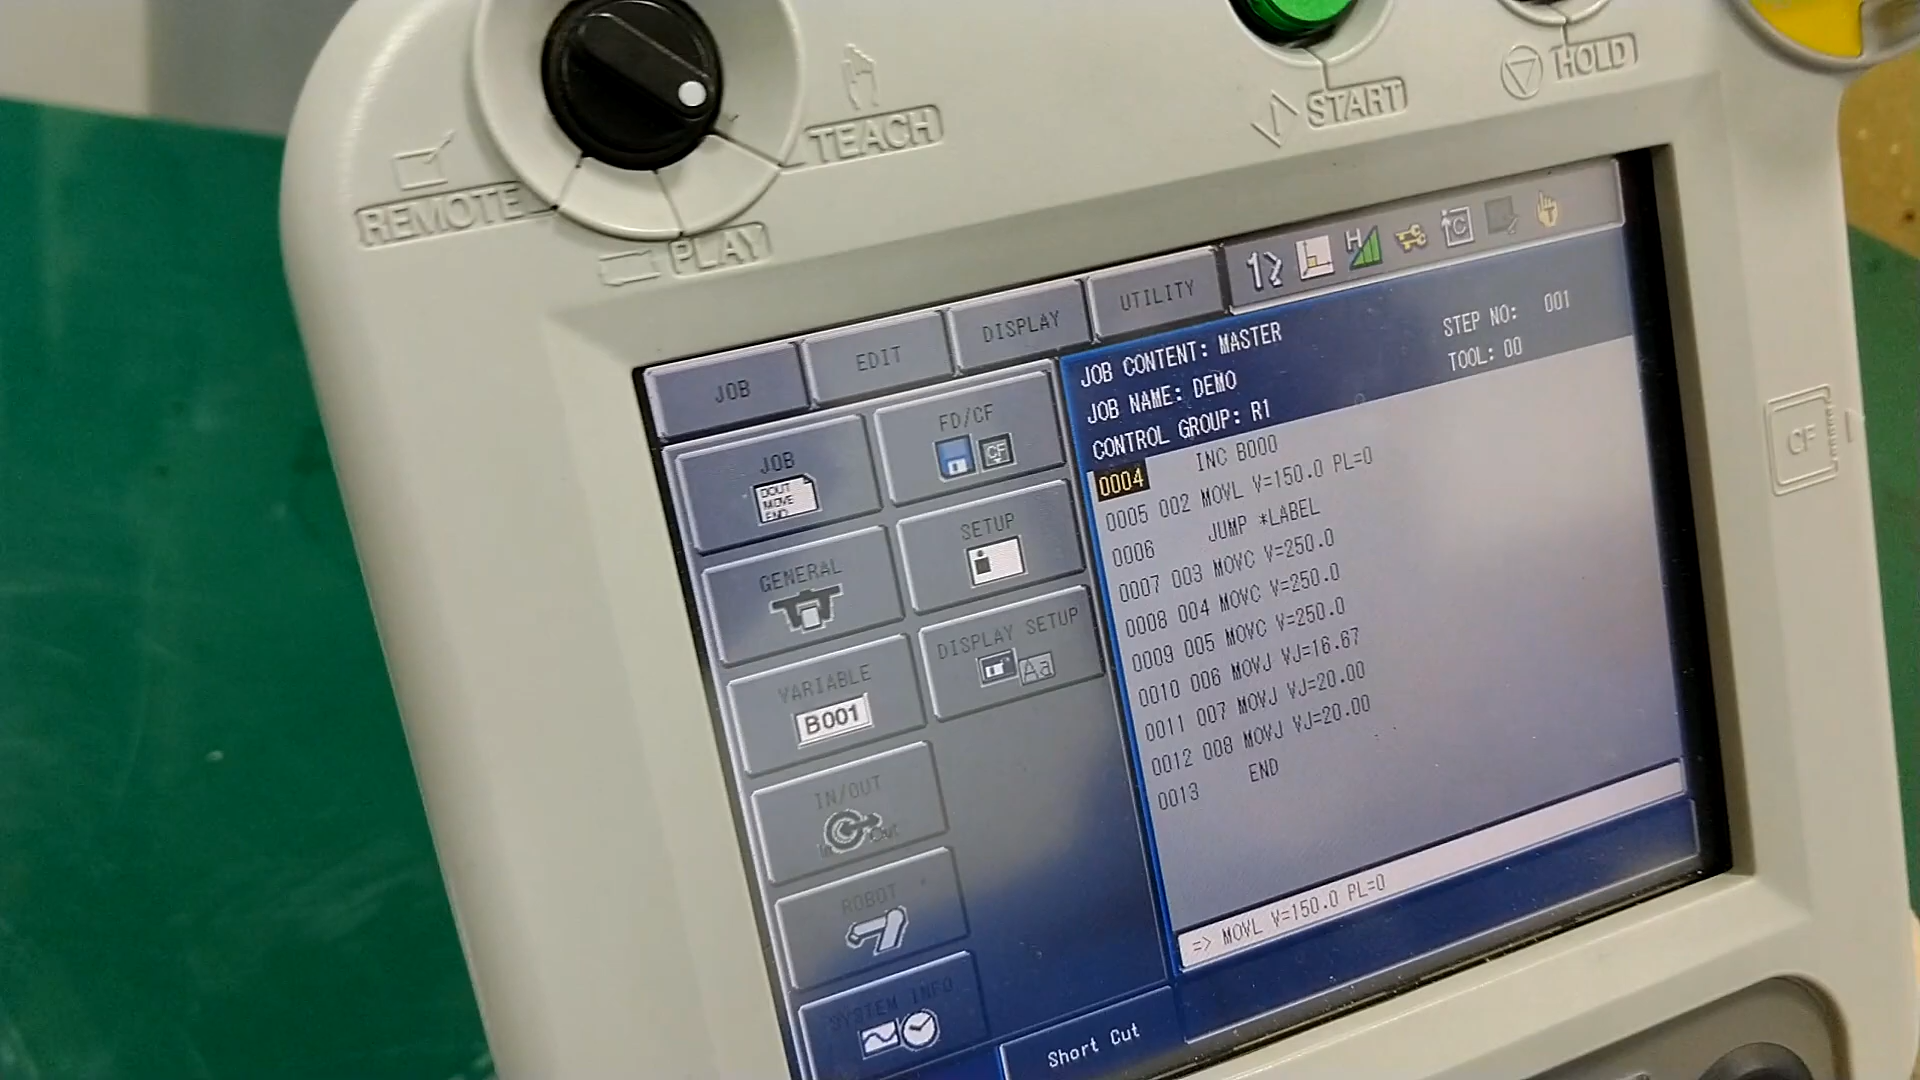 REMOTE
PLAY
TEACH
START
HOLD
CF
JOB
EDIT
DISPLAY
UTILITY
JOB
DOUT
MOVE
END
FD/CF
CF
GENERAL
SETUP
VARIABLE
B001
DISPLAY SETUP
Aa
IN/OUT
In
Out
ROBOT
SYSTEM INFO
H
C
JOB CONTENT: MASTER
JOB NAME: DEMO
CONTROL GROUP: R1
STEP NO: 001
TOOL: 00
0004 INC B000
0005 002 MOVL V=150.0 PL=0
0006 JUMP *LABEL
0007 003 MOVC V=250.0
0008 004 MOVC V=250.0
0009 005 MOVC V=250.0
0010 006 MOVJ VJ=16.67
0011 007 MOVJ VJ=20.00
0012 008 MOVJ VJ=20.00
0013 END
=> MOVL V=150.0 PL=0
Short Cut